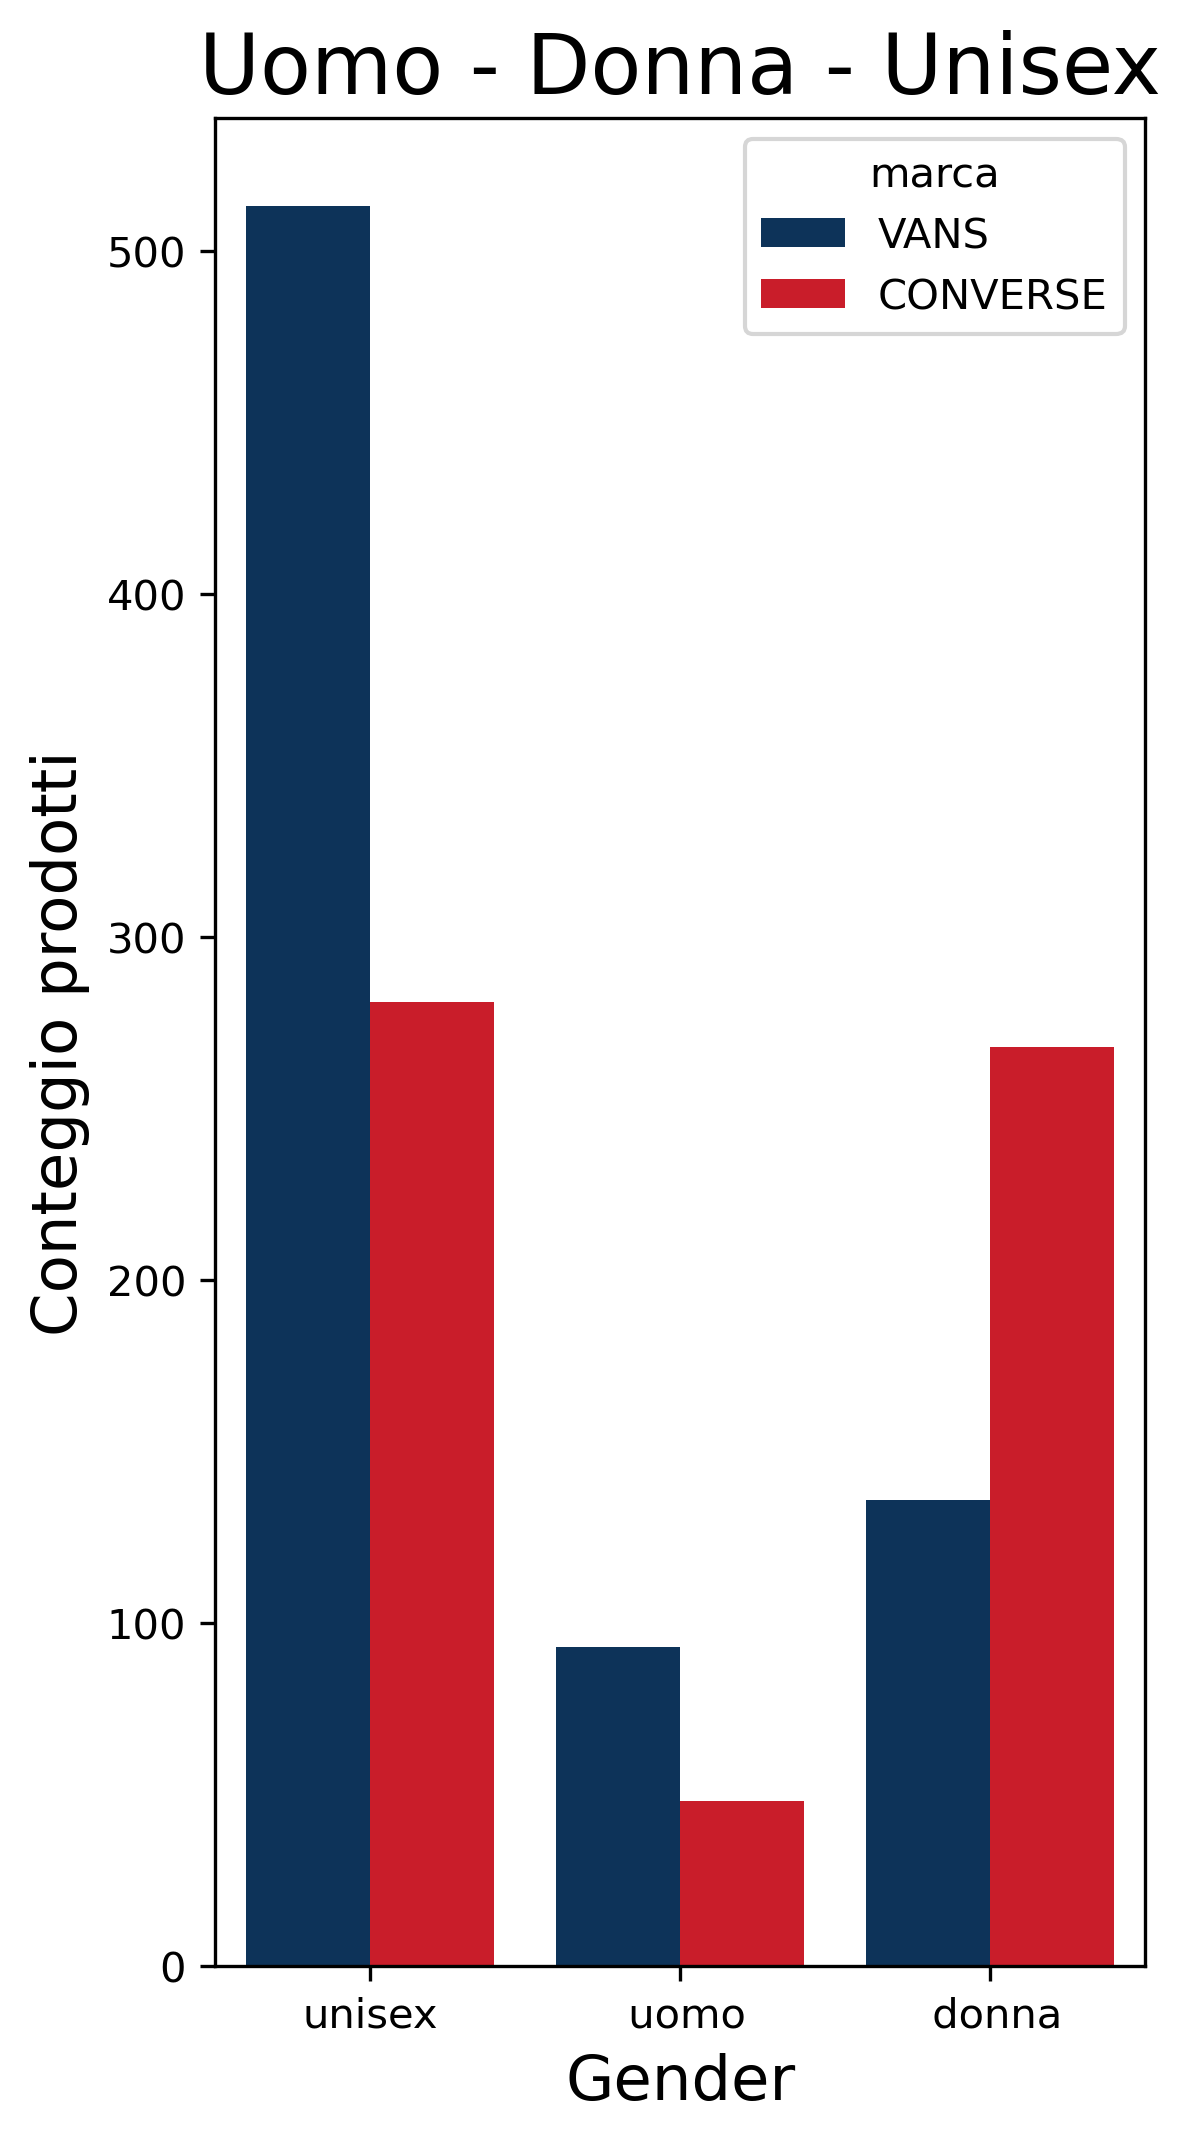 Uomo - Donna - Unisex
marca
VANS
CONVERSE
500
400
300
200
100
0
Conteggio prodotti
unisex uomo donna
Gender